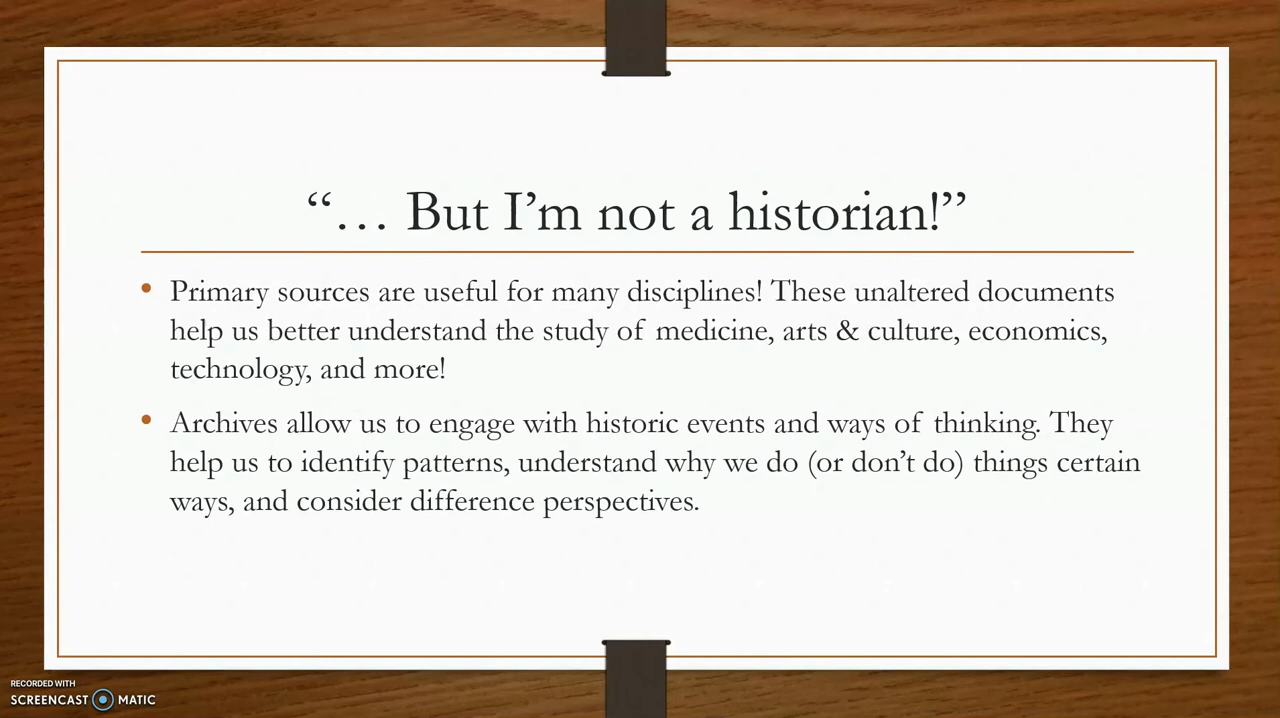 “… But I’m not a historian!”
• Primary sources are useful for many disciplines! These unaltered documents
help us better understand the study of medicine, arts & culture, economics,
technology, and more!
• Archives allow us to engage with historic events and ways of thinking. They
help us to identify patterns, understand why we do (or don’t do) things certain
ways, and consider difference perspectives.
RECORDED WITH
SCREENCAST MATIC